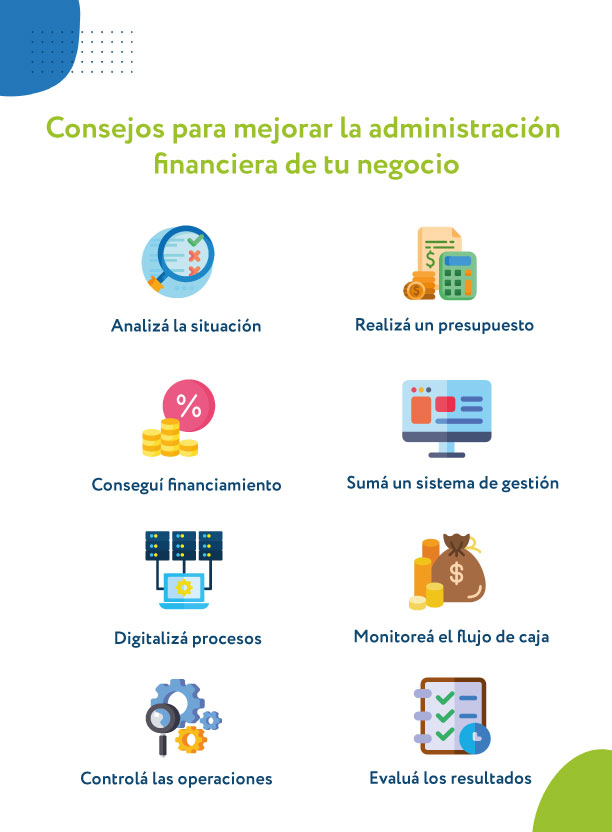 Consejos para mejorar la administración
financiera de tu negocio
Analizá la situación
Realizá un presupuesto
Conseguí financiamiento
Sumá un sistema de gestión
Digitalizá procesos
Monitoreá el flujo de caja
Controlá las operaciones
Evaluá los resultados